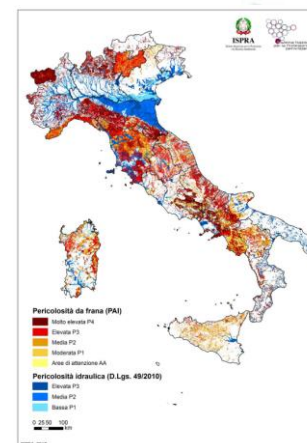 ISPRA
Pericolosità da frana (PAI)
Molto elevata P4
Elevata P3
Media P2
Moderata P1
Aree di attenzione AA
Pericolosità idraulica (D.Lgs. 49/2010)
Elevata P3
Media P2
Bassa P1
0 25 50 100
km